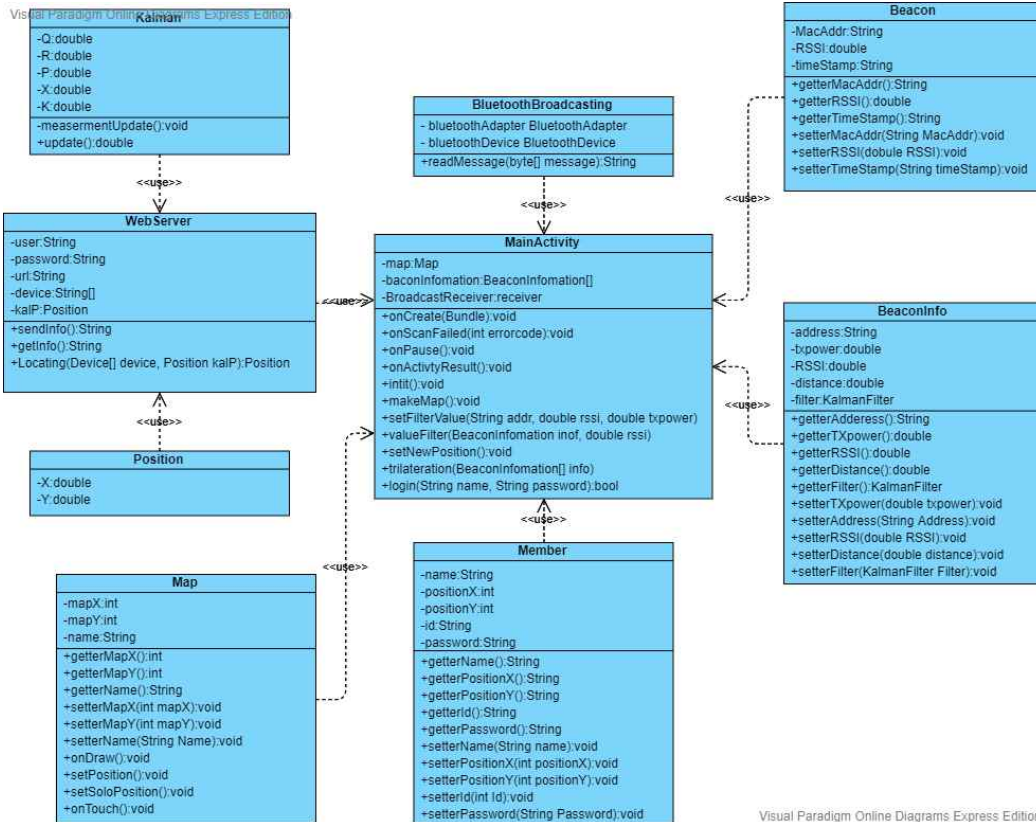 Visual Paradigm Online Diagrams Express Edition
Kalman
-Q:double
-R:double
-P:double
-X:double
-K:double
-measermentUpdate():void
+update():double
<<use>>
WebServer
-user:String
-password:String
-url:String
-device:String[]
-kalP:Position
+sendInfo():String
+getInfo():String
+Locating(Device[] device, Position kalP):Position
<<use>>
<<use>>
Position
-X:double
-Y:double
BluetoothBroadcasting
- bluetoothAdapter BluetoothAdapter
- bluetoothDevice BluetoothDevice
+readMessage(byte[] message):String
<<use>>
MainActivity
-map:Map
-baconInfomation:BeaconInfomation[]
-BroadcastReceiver:receiver
+onCreate(Bundle):void
+onScanFailed(int errorcode):void
+onPause():void
+onActivtyResult():void
+intit():void
+makeMap():void
+setFilterValue(String addr, double rssi, double txpower)
+valueFilter(BeaconInfomation inof, double rssi)
+setNewPosition():void
+trilateration(BeaconInfomation[] info)
+login(String name, String password):bool
<<use>>
<<use>>
Beacon
-MacAddr:String
-RSSI:double
-timeStamp:String
+getterMacAddr():String
+getterRSSI():double
+getterTimeStamp():String
+setterMacAddr(String MacAddr):void
+setterRSSI(dobule RSSI):void
+setterTimeStamp(String timeStamp):void
<<use>>
BeaconInfo
-address:String
-txpower:double
-RSSI:double
-distance:double
-filter:KalmanFilter
+getterAdderess():String
+getterTXpower():double
+getterRSSI():double
+getterDistance():double
+getterFilter():KalmanFilter
+setterTXpower(double txpower):void
+setterAddress(String Address):void
+setterRSSI(double RSSI):void
+setterDistance(double distance):void
+setterFilter(KalmanFilter Filter):void
<<use>>
Map
-mapX:int
-mapY:int
-name:String
+getterMapX():int
+getterMapY():int
+getterName():String
+setterMapX(int mapX):void
+setterMapY(int mapY):void
+setterName(String Name):void
+onDraw():void
+setPosition():void
+setSoloPosition():void
+onTouch():void
Member
-name:String
-positionX:int
-positionY:int
-id:String
-password:String
+getterName():String
+getterPositionX():String
+getterPositionY():String
+getterId():String
+getterPassword():String
+setterName(String name):void
+setterPositionX(int positionX):void
+setterPositionY(int positionY):void
+setterId(int Id):void
+setterPassword(String Password):void
Visual Paradigm Online Diagrams Express Edition